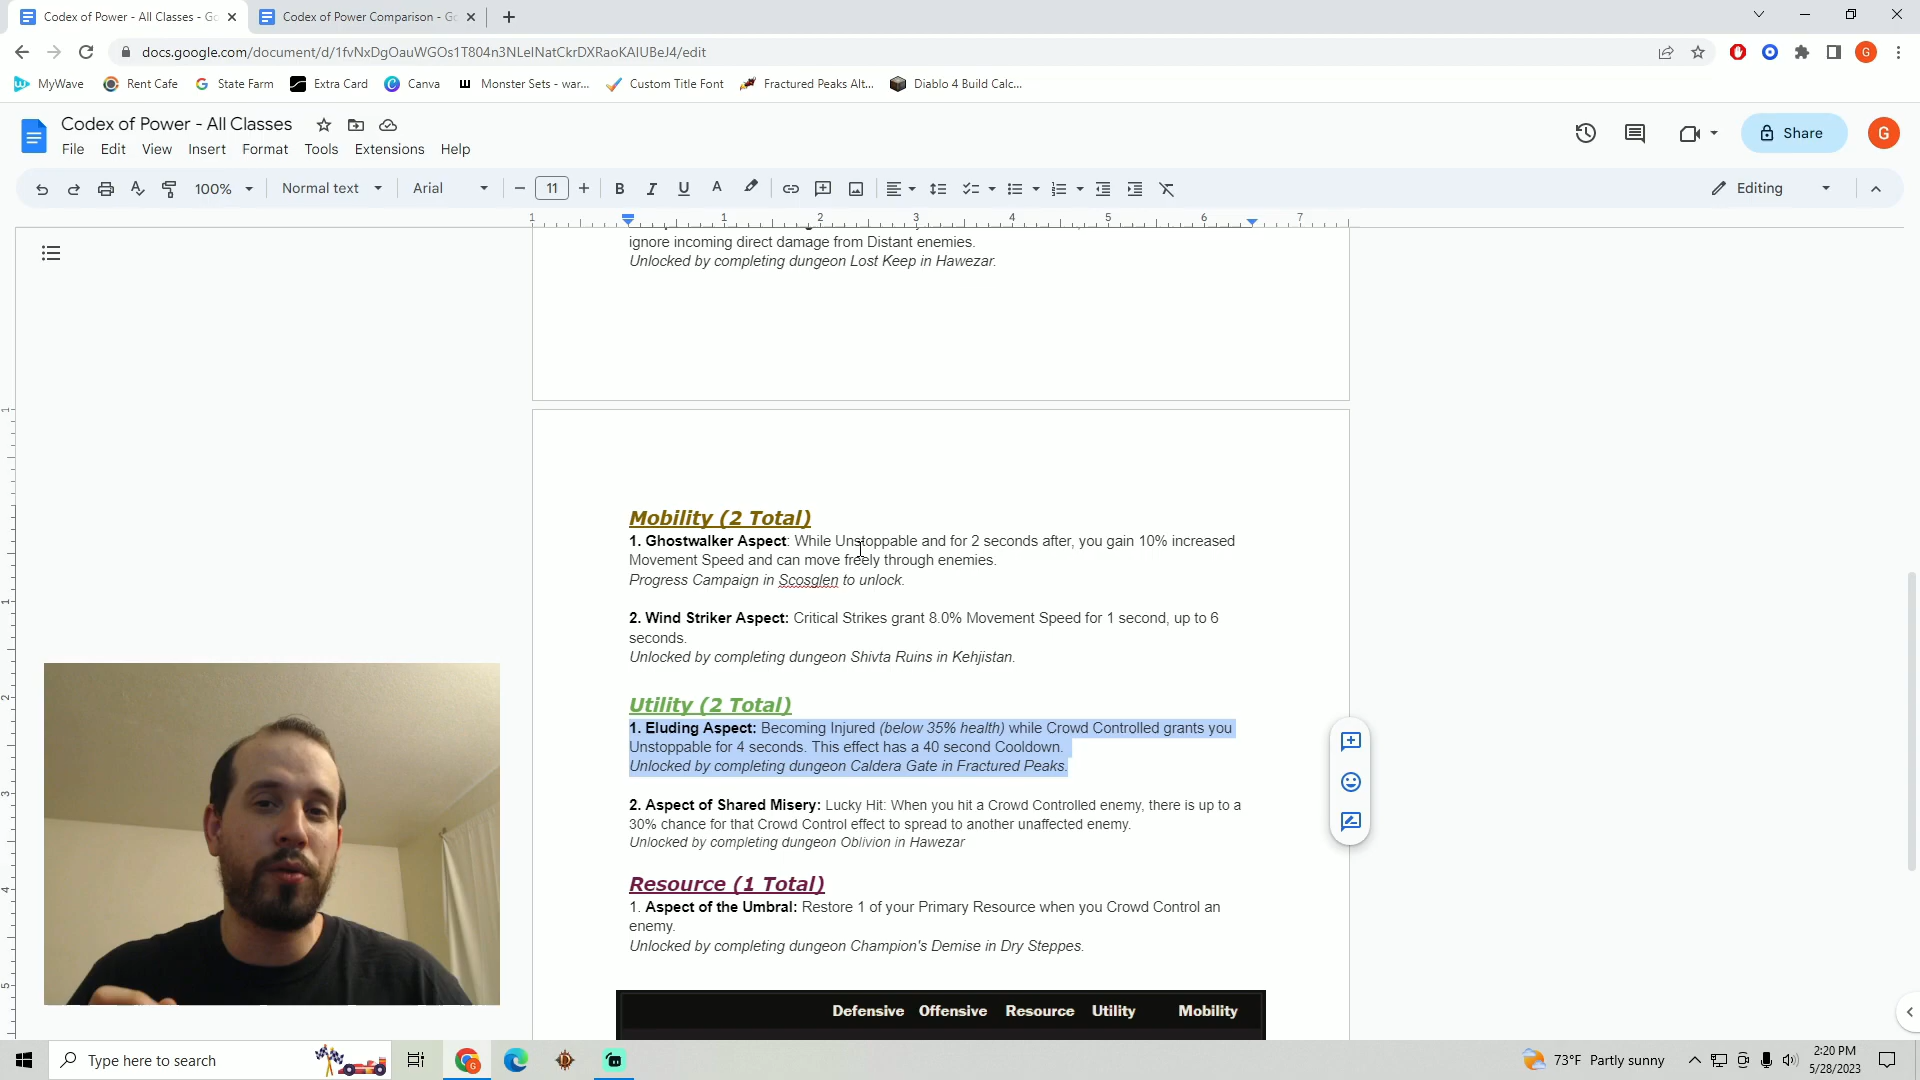 Codex of Power - All Classes - Go
Codex of Power Comparison - Go
docs.google.com/document/d/1fvNxDgOauWGOs1T804n3NLeINatCkrDXRaoKAIUBeJ4/edit
MyWave
Rent Cafe
State Farm
Extra Card
Canva
Monster Sets - war...
Custom Title Font
Fractured Peaks Alt...
Diablo 4 Build Calc...
Codex of Power - All Classes
File Edit View Insert Format Tools Extensions Help
Share
G
100%
Normal text
Arial
11
Editing
1 1 2 3 4 5 6 7
ignore incoming direct damage from Distant enemies.
Unlocked by completing dungeon Lost Keep in Hawezar.
Mobility (2 Total)
1. Ghostwalker Aspect: While Unstoppable and for 2 seconds after, you gain 10% increased
Movement Speed and can move freely through enemies.
Progress Campaign in Scosglen to unlock.
2. Wind Striker Aspect: Critical Strikes grant 8.0% Movement Speed for 1 second, up to 6
seconds.
Unlocked by completing dungeon Shivta Ruins in Kehjistan.
Utility (2 Total)
1. Eluding Aspect: Becoming Injured (below 35% health) while Crowd Controlled grants you
Unstoppable for 4 seconds. This effect has a 40 second Cooldown.
Unlocked by completing dungeon Caldera Gate in Fractured Peaks.
2. Aspect of Shared Misery: Lucky Hit: When you hit a Crowd Controlled enemy, there is up to a
30% chance for that Crowd Control effect to spread to another unaffected enemy.
Unlocked by completing dungeon Oblivion in Hawezar
Resource (1 Total)
1. Aspect of the Umbral: Restore 1 of your Primary Resource when you Crowd Control an
enemy.
Unlocked by completing dungeon Champion's Demise in Dry Steppes.
Defensive Offensive Resource Utility Mobility
Type here to search
73°F Partly sunny
2:20 PM
5/28/2023